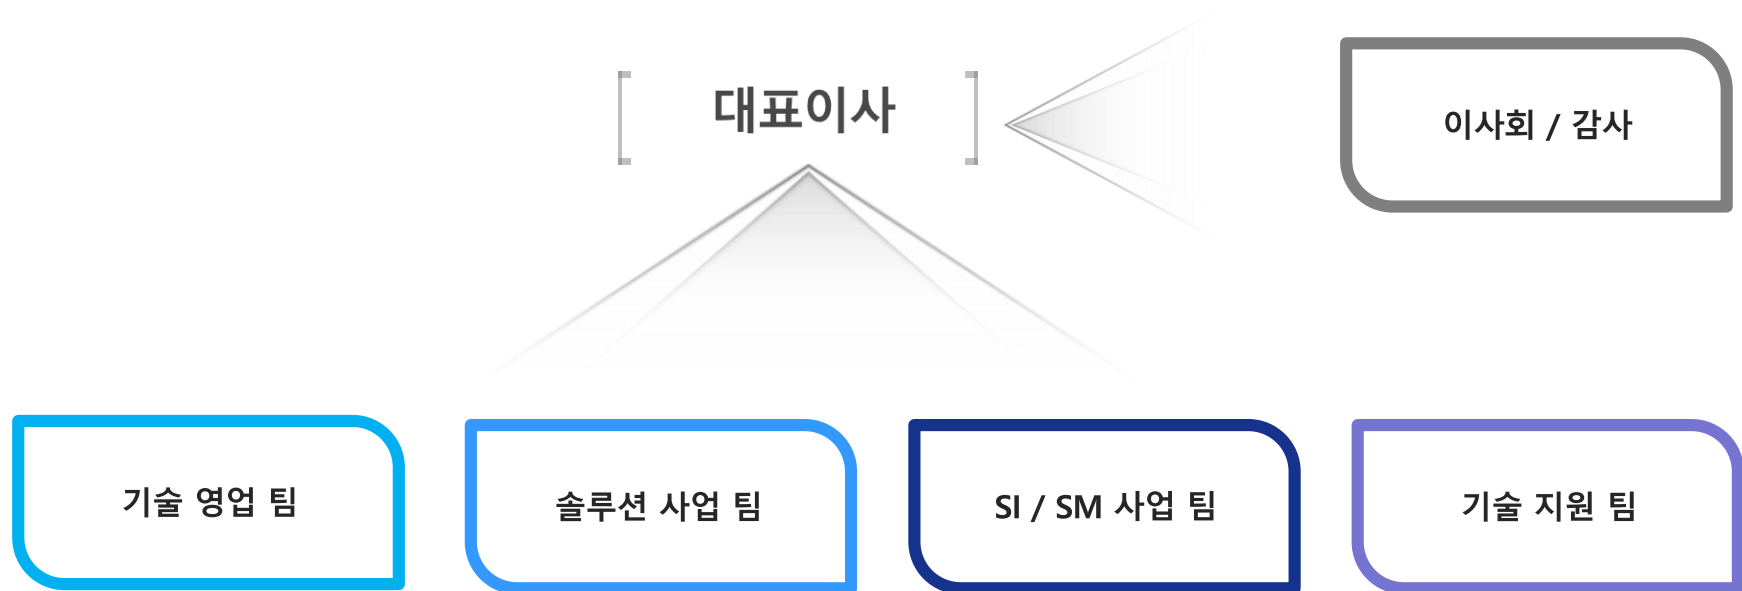 대표이사
이사회 / 감사
기술 영업 팀
솔루션 사업 팀
SI / SM 사업 팀
기술 지원 팀